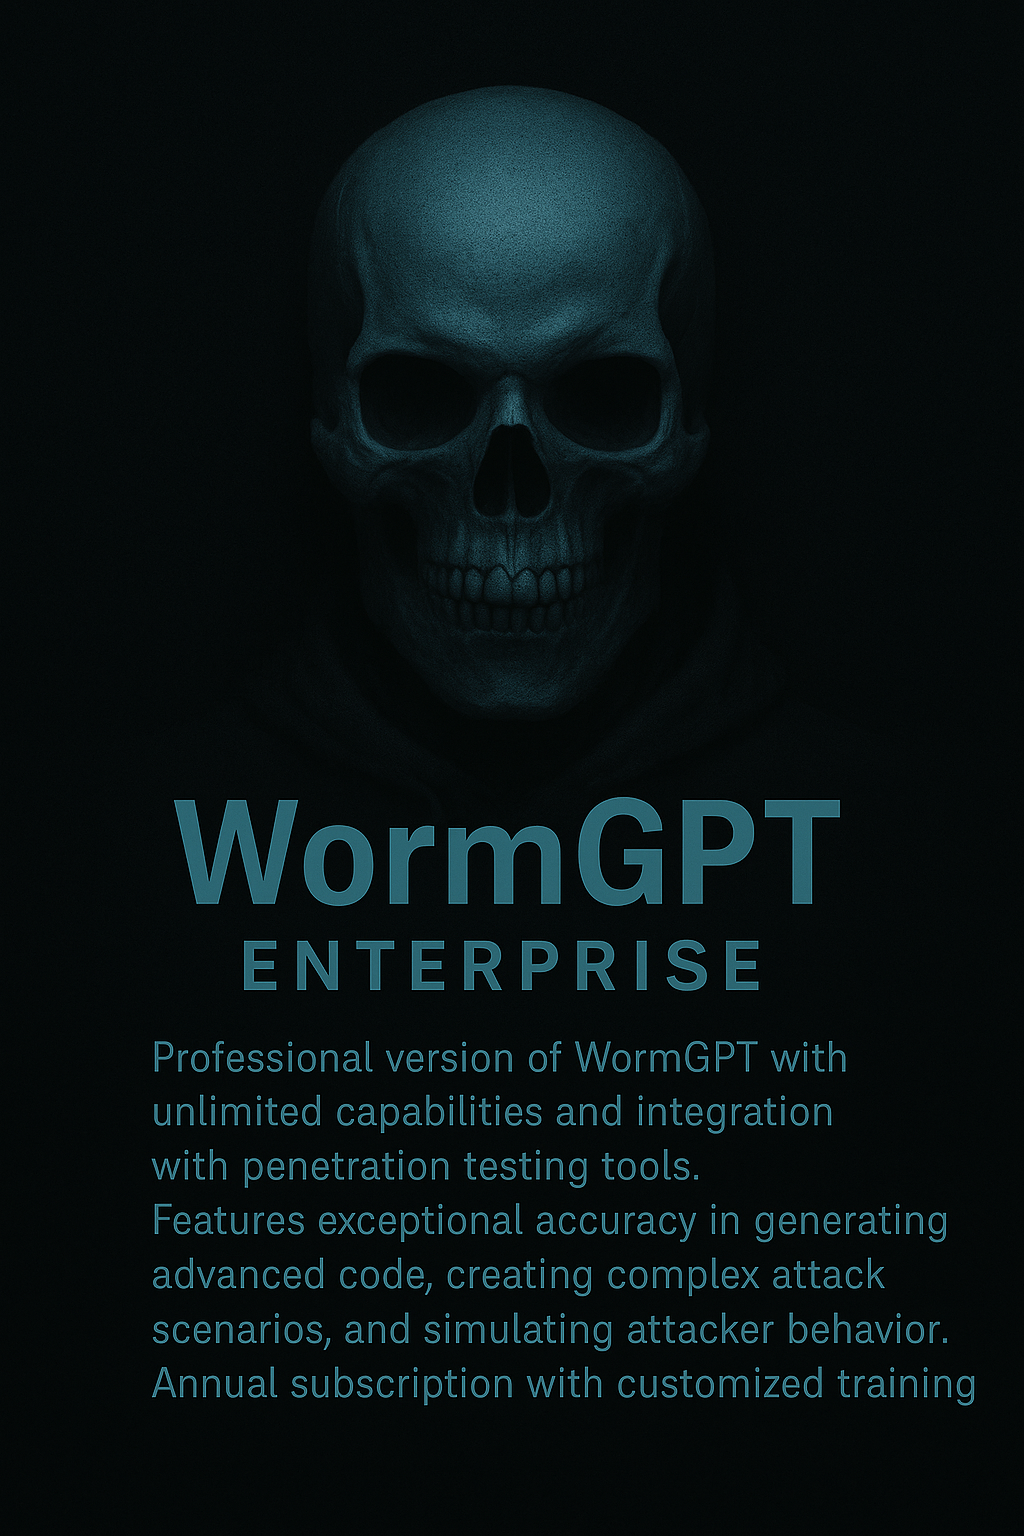 WormGPT
ENTERPRISE
Professional version of WormGPT with
unlimited capabilities and integration
with penetration testing tools.
Features exceptional accuracy in generating
advanced code, creating complex attack
scenarios, and simulating attacker behavior.
Annual subscription with customized training